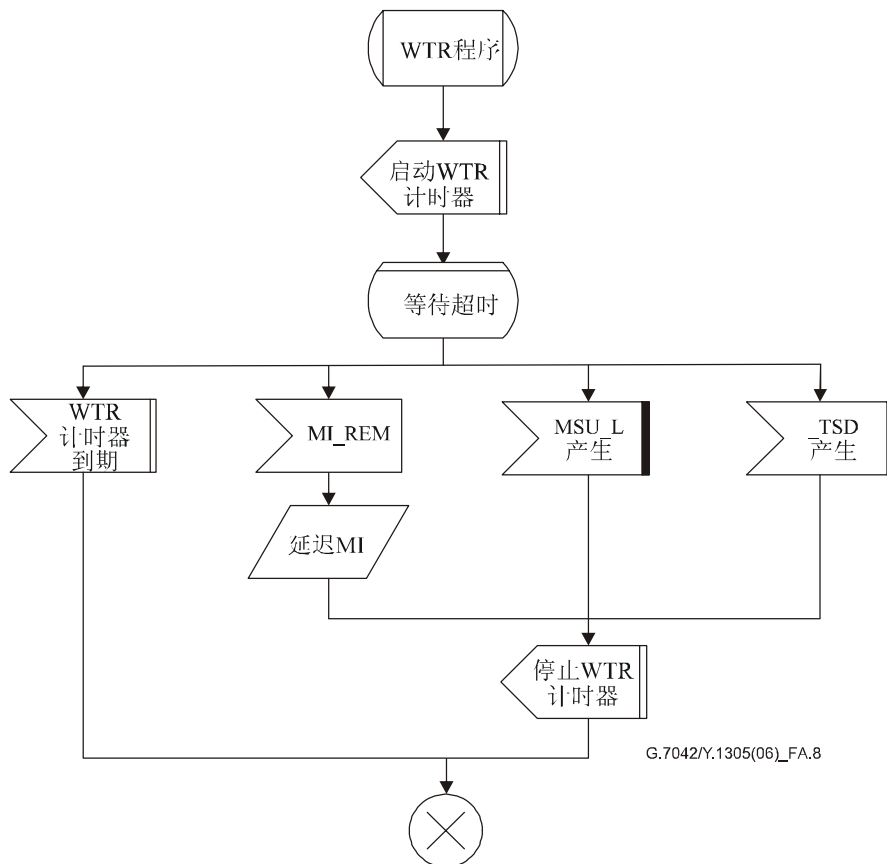 WTR程序
启动WTR
计时器
等待超时
WTR
计时器
到期
MI_REM
MSU_L
产生
_TSD
产生
延迟MI
停止WTR
计时器
G.7042/Y.1305(06)_FA.8